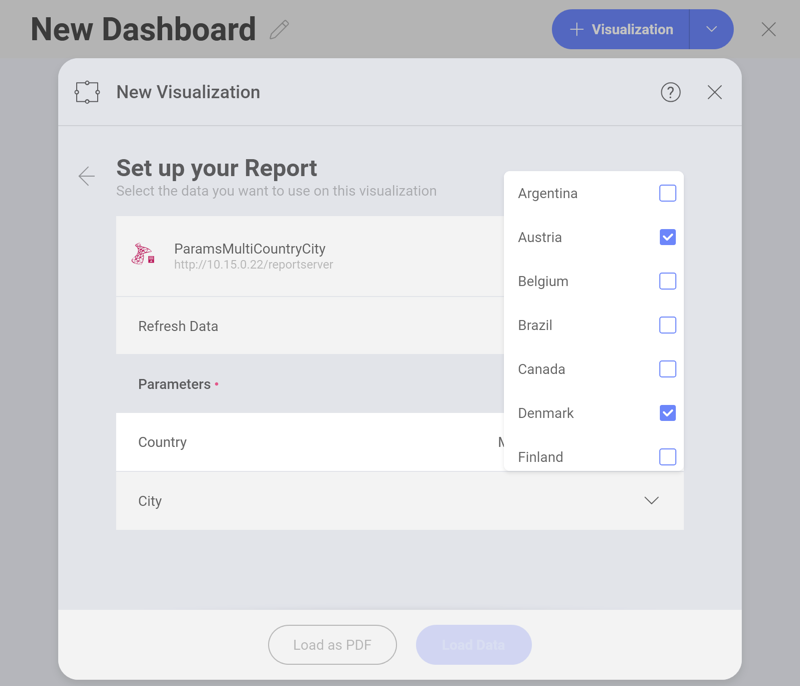 New Dashboard
Visualization
New Visualization
Set up your Report
Select the data you want to use on this visualization
ParamsMultiCountryCity
http://10.15.0.22/reportserver
Refresh Data
Parameters •
Country
City
Argentina
Austria
Belgium
Brazil
Canada
Denmark
Finland
Load as PDF
Load Data